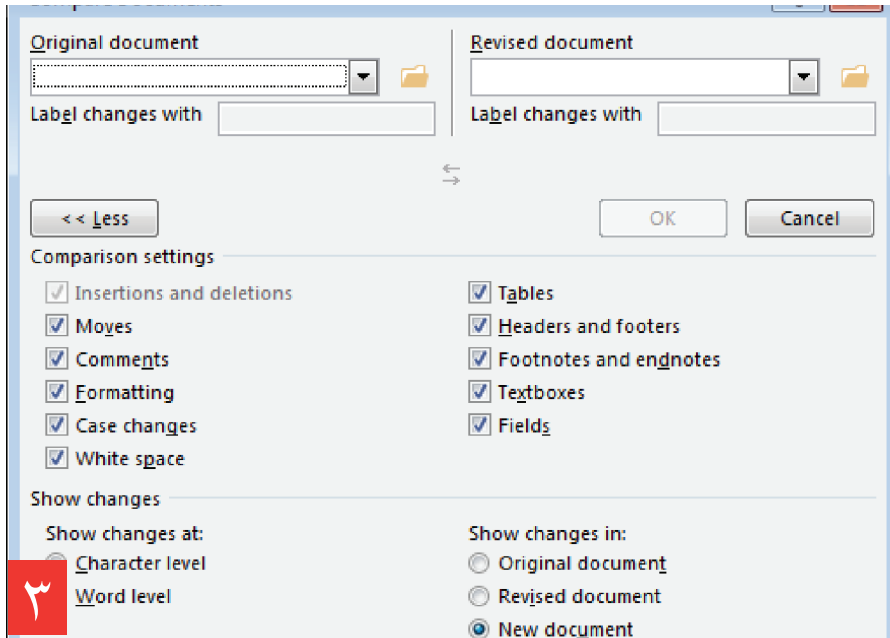 Original document
Revised document
Label changes with
Label changes with
<< Less
OK
Cancel
Comparison settings
Insertions and deletions
Tables
Moves
Headers and footers
Comments
Footnotes and endnotes
Formatting
Textboxes
Case changes
Fields
White space
Show changes
Show changes at:
Show changes in:
Character level
Original document
Word level
Revised document
New document
٣